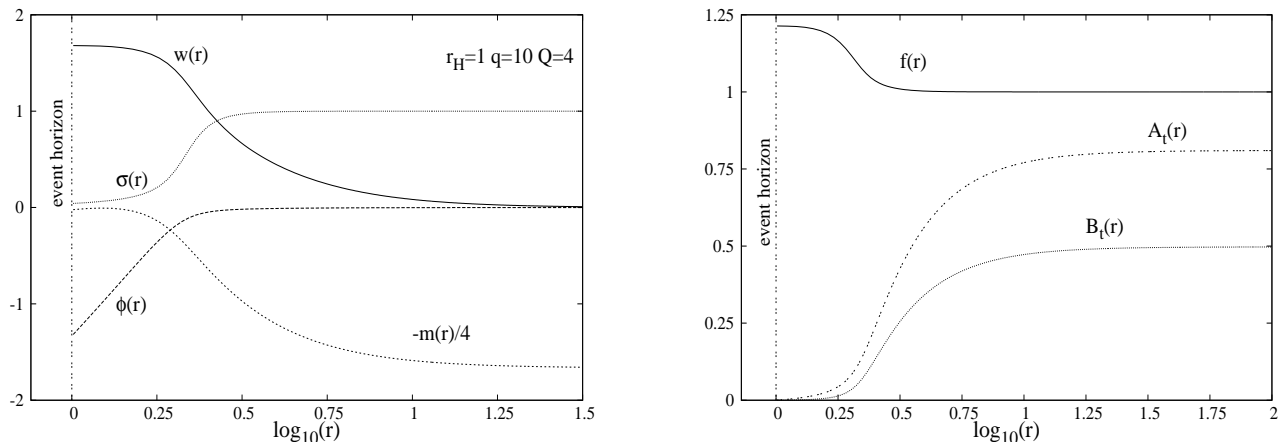 2
1
0
-1
-2
0
0.25
0.5
0.75
1
1.25
1.5
log10(r)
event horizon
w(r)
r_H=1 q=10 Q=4
σ(r)
ϕ(r)
-m(r)/4
1.25
1
0.75
0.5
0.25
0
0
0.25
0.5
0.75
1
1.25
1.5
1.75
2
log10(r)
event horizon
f(r)
A_t(r)
B_t(r)